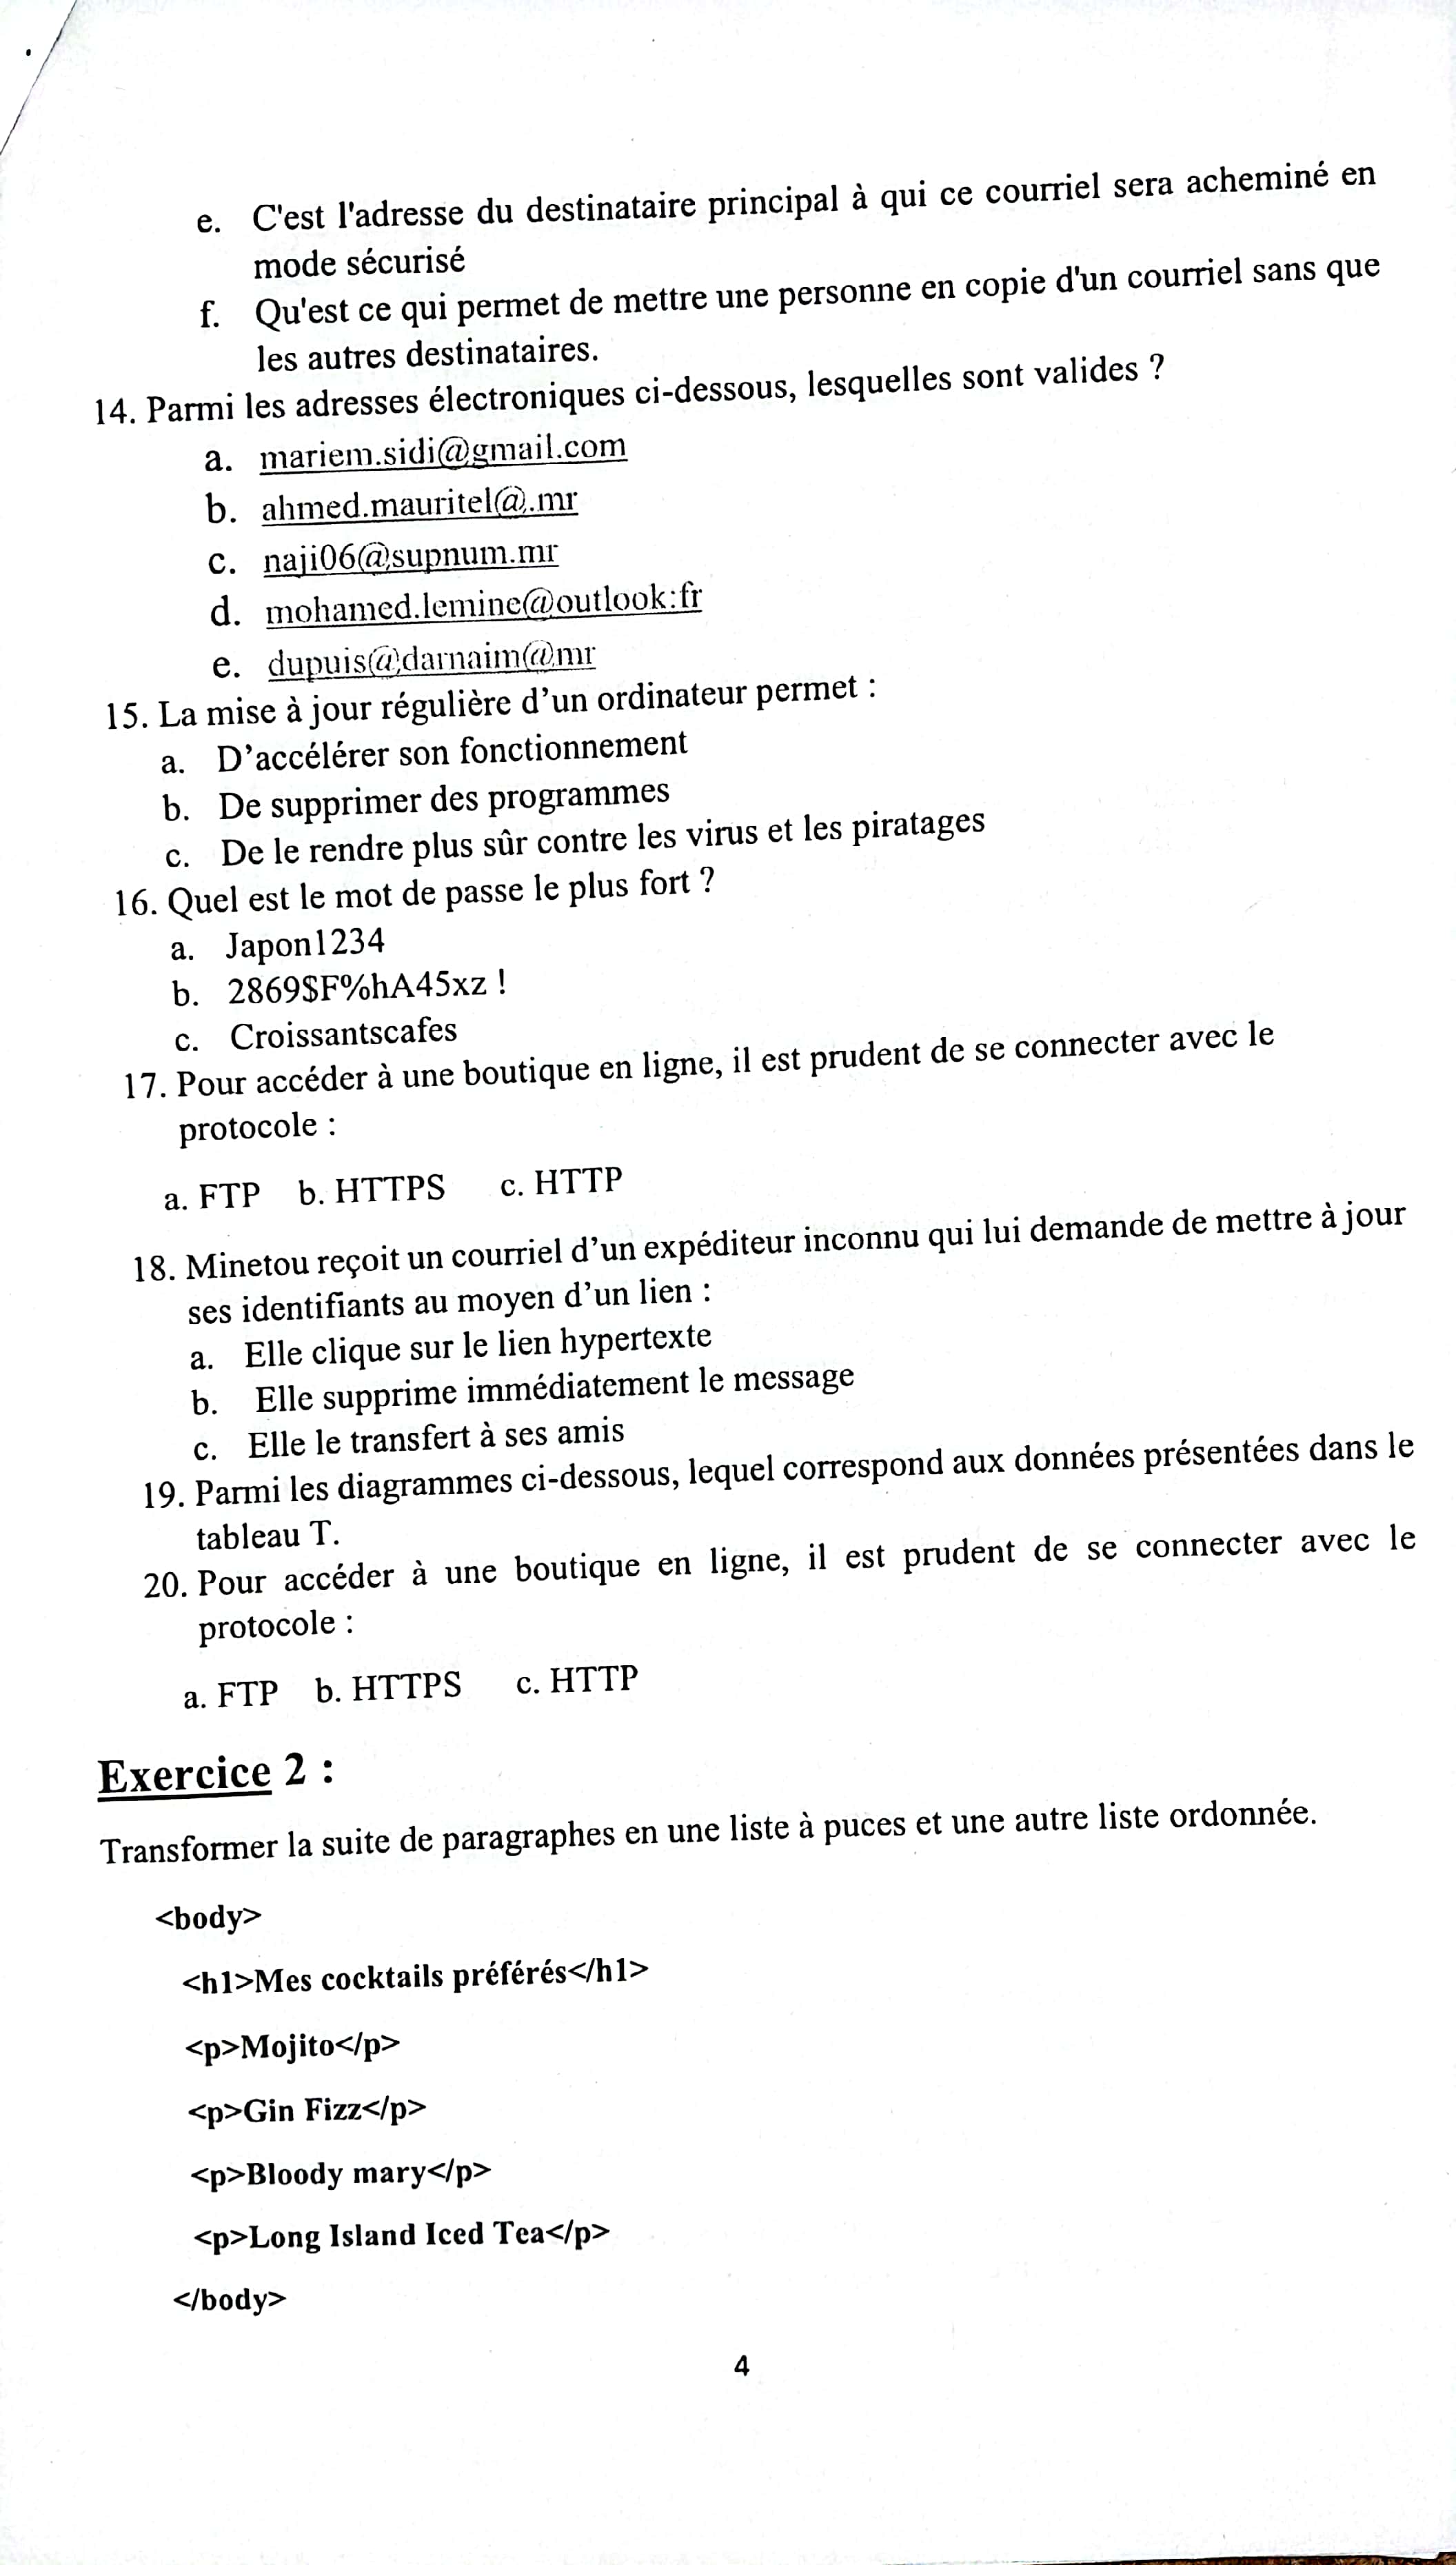 e. C'est l'adresse du destinataire principal à qui ce courriel sera acheminé en
mode sécurisé
f. Qu'est ce qui permet de mettre une personne en copie d'un courriel sans que
les autres destinataires.
14. Parmi les adresses électroniques ci-dessous, lesquelles sont valides ?
a. mariem.sidi@gmail.com
b. ahmed.mauritel@.mr
c. naji06@supnum.mr
d. mohamed.lemine@outlook:fr
e. dupuis@darnaim@mr
15. La mise à jour régulière d’un ordinateur permet :
a. D’accélérer son fonctionnement
b. De supprimer des programmes
c. De le rendre plus sûr contre les virus et les piratages
16. Quel est le mot de passe le plus fort ?
a. Japon1234
b. 2869$F%hA45xz !
c. Croissantscafes
17. Pour accéder à une boutique en ligne, il est prudent de se connecter avec le
protocole :
a. FTP b. HTTPS c. HTTP
18. Minetou reçoit un courriel d’un expéditeur inconnu qui lui demande de mettre à jour
ses identifiants au moyen d’un lien :
a. Elle clique sur le lien hypertexte
b. Elle supprime immédiatement le message
c. Elle le transfert à ses amis
19. Parmi les diagrammes ci-dessous, lequel correspond aux données présentées dans le
tableau T.
20. Pour accéder à une boutique en ligne, il est prudent de se connecter avec le
protocole :
a. FTP b. HTTPS c. HTTP
Exercice 2 :
Transformer la suite de paragraphes en une liste à puces et une autre liste ordonnée.
<body>
<h1>Mes cocktails préférés</h1>
<p>Mojito</p>
<p>Gin Fizz</p>
<p>Bloody mary</p>
<p>Long Island Iced Tea</p>
</body>
4